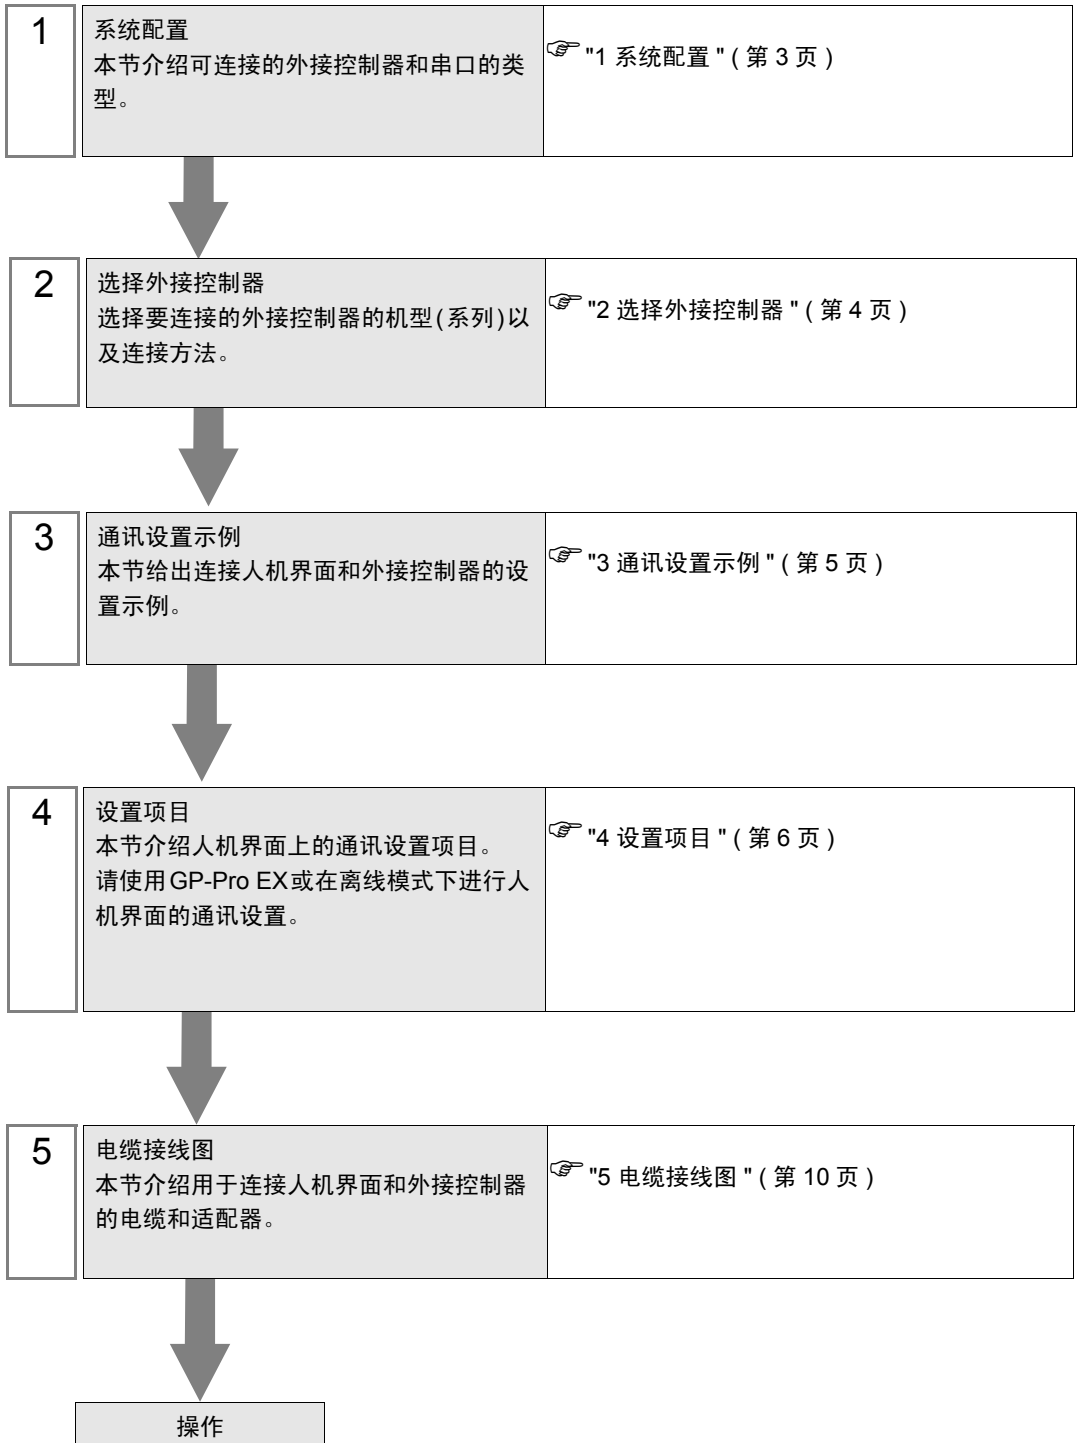 1
系统配置
本节介绍可连接的外接控制器和串口的类
型。
"1 系统配置 " ( 第 3 页 )
2
选择外接控制器
选择要连接的外接控制器的机型(系列)以
及连接方法。
"2 选择外接控制器 " ( 第 4 页 )
3
通讯设置示例
本节给出连接人机界面和外接控制器的设
置示例。
"3 通讯设置示例 " ( 第 5 页 )
4
设置项目
本节介绍人机界面上的通讯设置项目。
请使用GP-Pro EX或在离线模式下进行人
机界面的通讯设置。
"4 设置项目 " ( 第 6 页 )
5
电缆接线图
本节介绍用于连接人机界面和外接控制器
的电缆和适配器。
"5 电缆接线图 " ( 第 10 页 )
操作